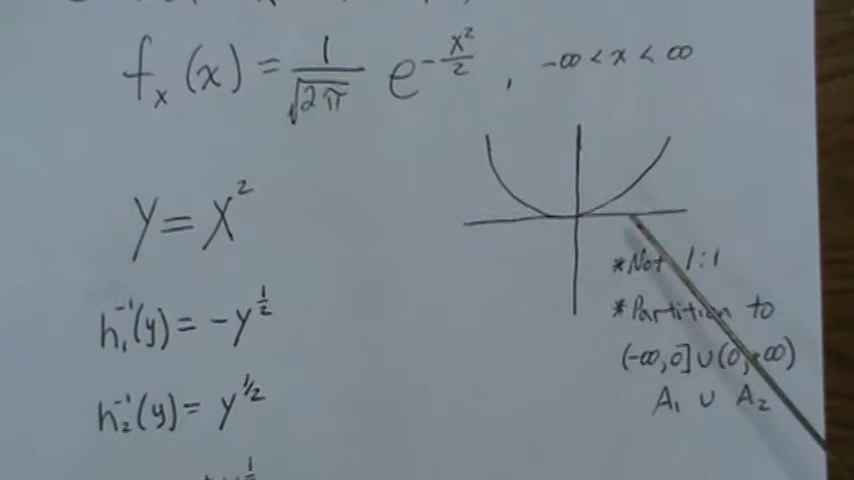 f_X(x) = 1/√(2π) e^(-x²/2) , -∞ < x < ∞
Y = X²
h₁⁻¹(y) = -y^(1/2)
h₂⁻¹(y) = y^(1/2)
*Not 1:1
*Partition to
(-∞,0]∪(0,∞)
A₁ ∪ A₂